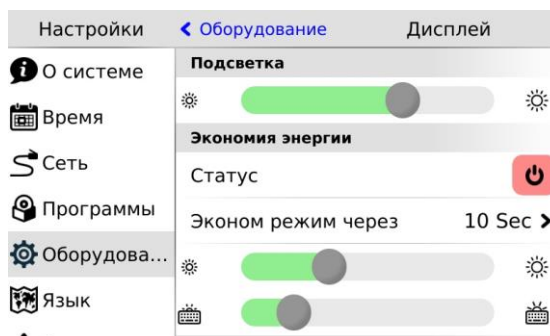 Настройки
Оборудование
Дисплей
О системе
Время
Сеть
Программы
Оборудова...
Язык
Подсветка
Экономия энергии
Статус
Эконом режим через 10 Sec